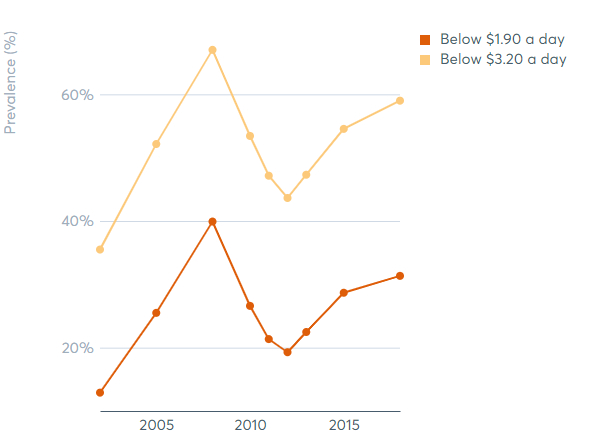 Prevalence (%)
Below $1.90 a day
Below $3.20 a day
60%
40%
20%
2005 2010 2015